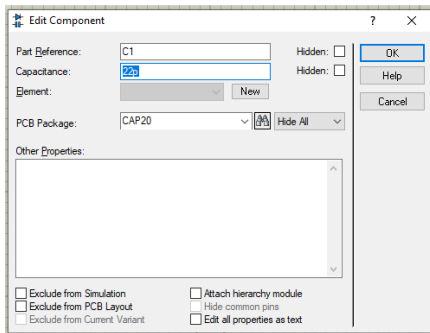 Edit Component ? X
Part Reference: C1 Hidden: OK
Capacitance: 22p Hidden: Help
Element: New Cancel
PCB Package: CAP20 Hide All
Other Properties:
Exclude from Simulation Attach hierarchy module
Exclude from PCB Layout Hide common pins
Exclude from Current Variant Edit all properties as text